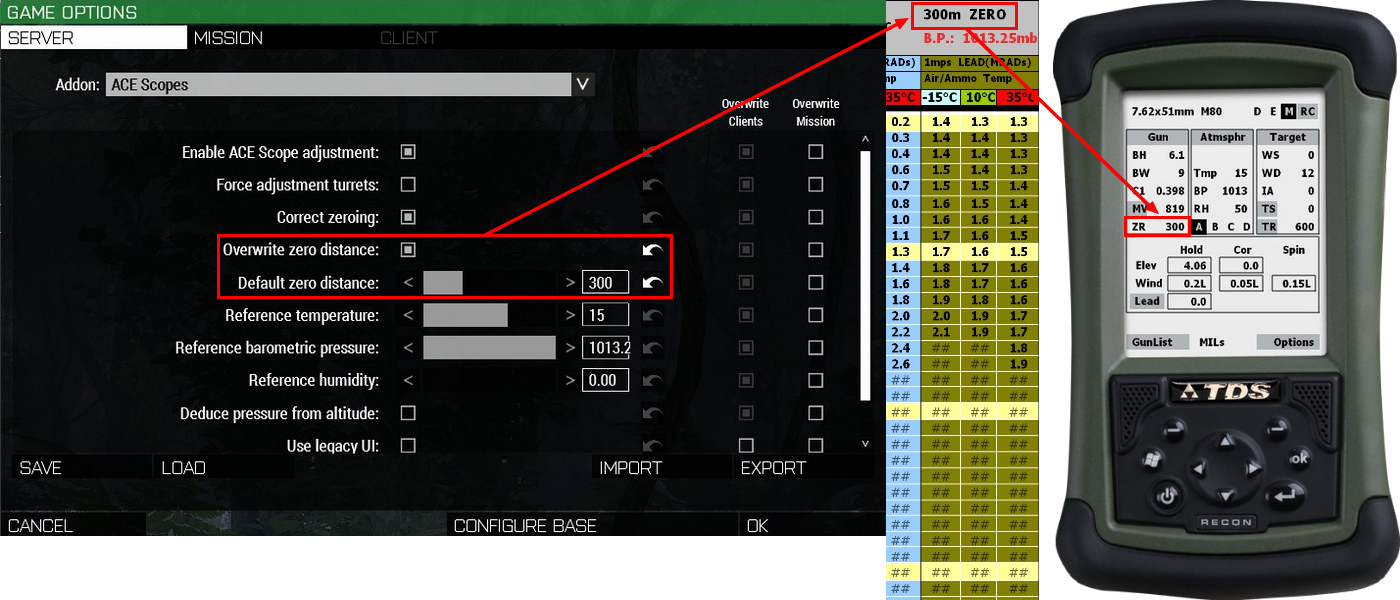 GAME OPTIONS
SERVER MISSION CLIENT
Addon: ACE Scopes
Overwrite Clients
Overwrite Mission
Enable ACE Scope adjustment:
Force adjustment turrets:
Correct zeroing:
Overwrite zero distance:
Default zero distance: < > 300
Reference temperature: < > 15
Reference barometric pressure: < > 1013.2
Reference humidity: < > 0.00
Deduce pressure from altitude:
Use legacy UI:
SAVE LOAD IMPORT EXPORT
CANCEL CONFIGURE BASE OK
300m ZERO
B.P.: 1013.25mb
RADs) 1mps LEAD(MRADs)
mp Air/Ammo Temp
35°C -15°C 10°C 35°C
0.2 1.4 1.3 1.3
0.3 1.4 1.4 1.3
0.4 1.4 1.4 1.3
0.6 1.5 1.4 1.3
0.7 1.5 1.5 1.4
0.8 1.6 1.5 1.4
1.0 1.6 1.6 1.4
1.1 1.7 1.6 1.5
1.3 1.7 1.6 1.5
1.4 1.8 1.7 1.6
1.6 1.8 1.7 1.6
1.8 1.9 1.8 1.6
2.0 2.0 1.9 1.7
2.2 2.1 1.9 1.7
2.4 ## ## 1.8
2.6 ## ## 1.9
## ## ## ##
## ## ## ##
## ## ## ##
## ## ## ##
## ## ## ##
## ## ## ##
## ## ## ##
## ## ## ##
## ## ## ##
## ## ## ##
## ## ## ##
## ## ## ##
## ## ## ##
## ## ## ##
7.62x51mm M80 D E M RC
Gun Atmsphr Target
BH 6.1 WS 0
BW 9 Tmp 15 WD 12
C1 0.398 BP 1013 IA 0
MV 819 RH 50 TS 0
ZR 300 A B C D TR 600
Hold Cor Spin
Elev 4.06 0.0
Wind 0.2L 0.05L 0.15L
Lead 0.0
GunList MILs Options
TDS
ok
RECON